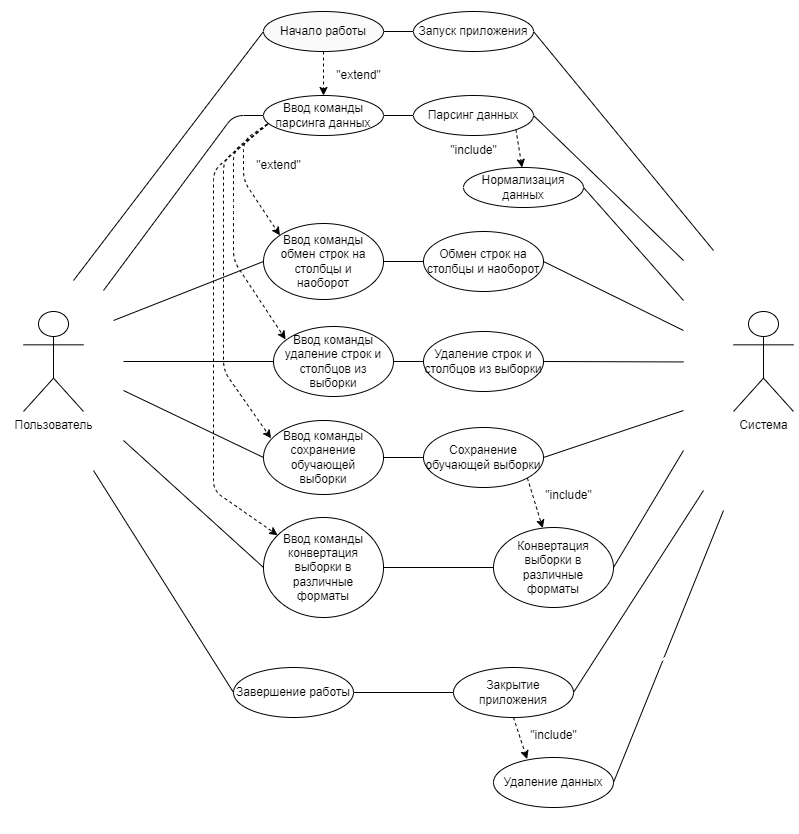 Начало работы
Запуск приложения
"extend"
Ввод команды
парсинга данных
Парсинг данных
"include"
"extend"
Нормализация
данных
Ввод команды
обмен строк на
столбцы и
наоборот
Обмен строк на
столбцы и наоборот
Ввод команды
удаление строк и
столбцов из
выборки
Удаление строк и
столбцов из выборки
Пользователь
Система
Ввод команды
сохранение
обучающей
выборки
Сохранение
обучающей выборки
"include"
Ввод команды
конвертация
выборки в
различные
форматы
Конвертация
выборки в
различные
форматы
Завершение работы
Закрытие
приложения
"include"
Удаление данных